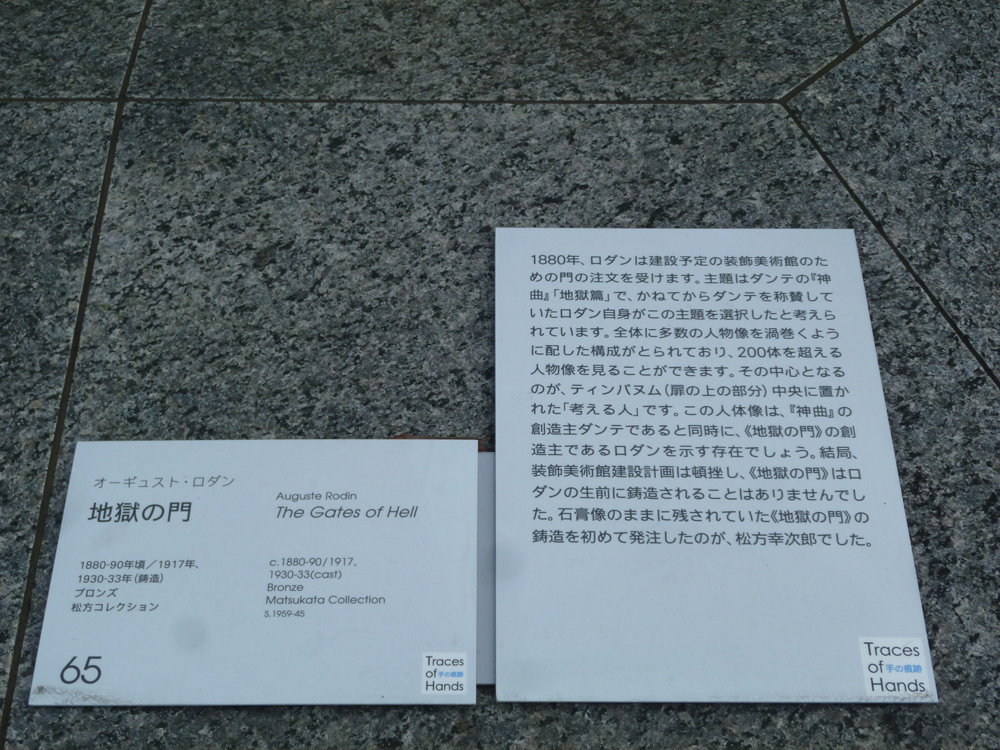 オーギュスト・ロダン
地獄の門
1880-90年頃／1917年、
1930-33年(鋳造)
ブロンズ
松方コレクション
65
Auguste Rodin
The Gates of Hell
c.1880-90/1917,
1930-33(cast)
Bronze
Matsukata Collection
S.1959-45
Traces
of 手の痕跡
Hands
1880年、ロダンは建設予定の装飾美術館のた
めの門の注文を受けます。主題はダンテの『神
曲』「地獄篇」で、かねてからダンテを称賛して
いたロダン自身がこの主題を選択したと考えら
れています。全体に多数の人物像を渦巻くよう
に配した構成がとられており、200体を超える
人物像を見ることができます。その中心となる
のが、ティンパヌム(扉の上の部分)中央に置か
れた「考える人」です。この人体像は、『神曲』の
創造主ダンテであると同時に、《地獄の門》の創
造主であるロダンを示す存在でしょう。結局、
装飾美術館建設計画は頓挫し、《地獄の門》はロ
ダンの生前に鋳造されることはありませんでし
た。石膏像のままに残されていた《地獄の門》の
鋳造を初めて発注したのが、松方幸次郎でした。
Traces
of 手の痕跡
Hands